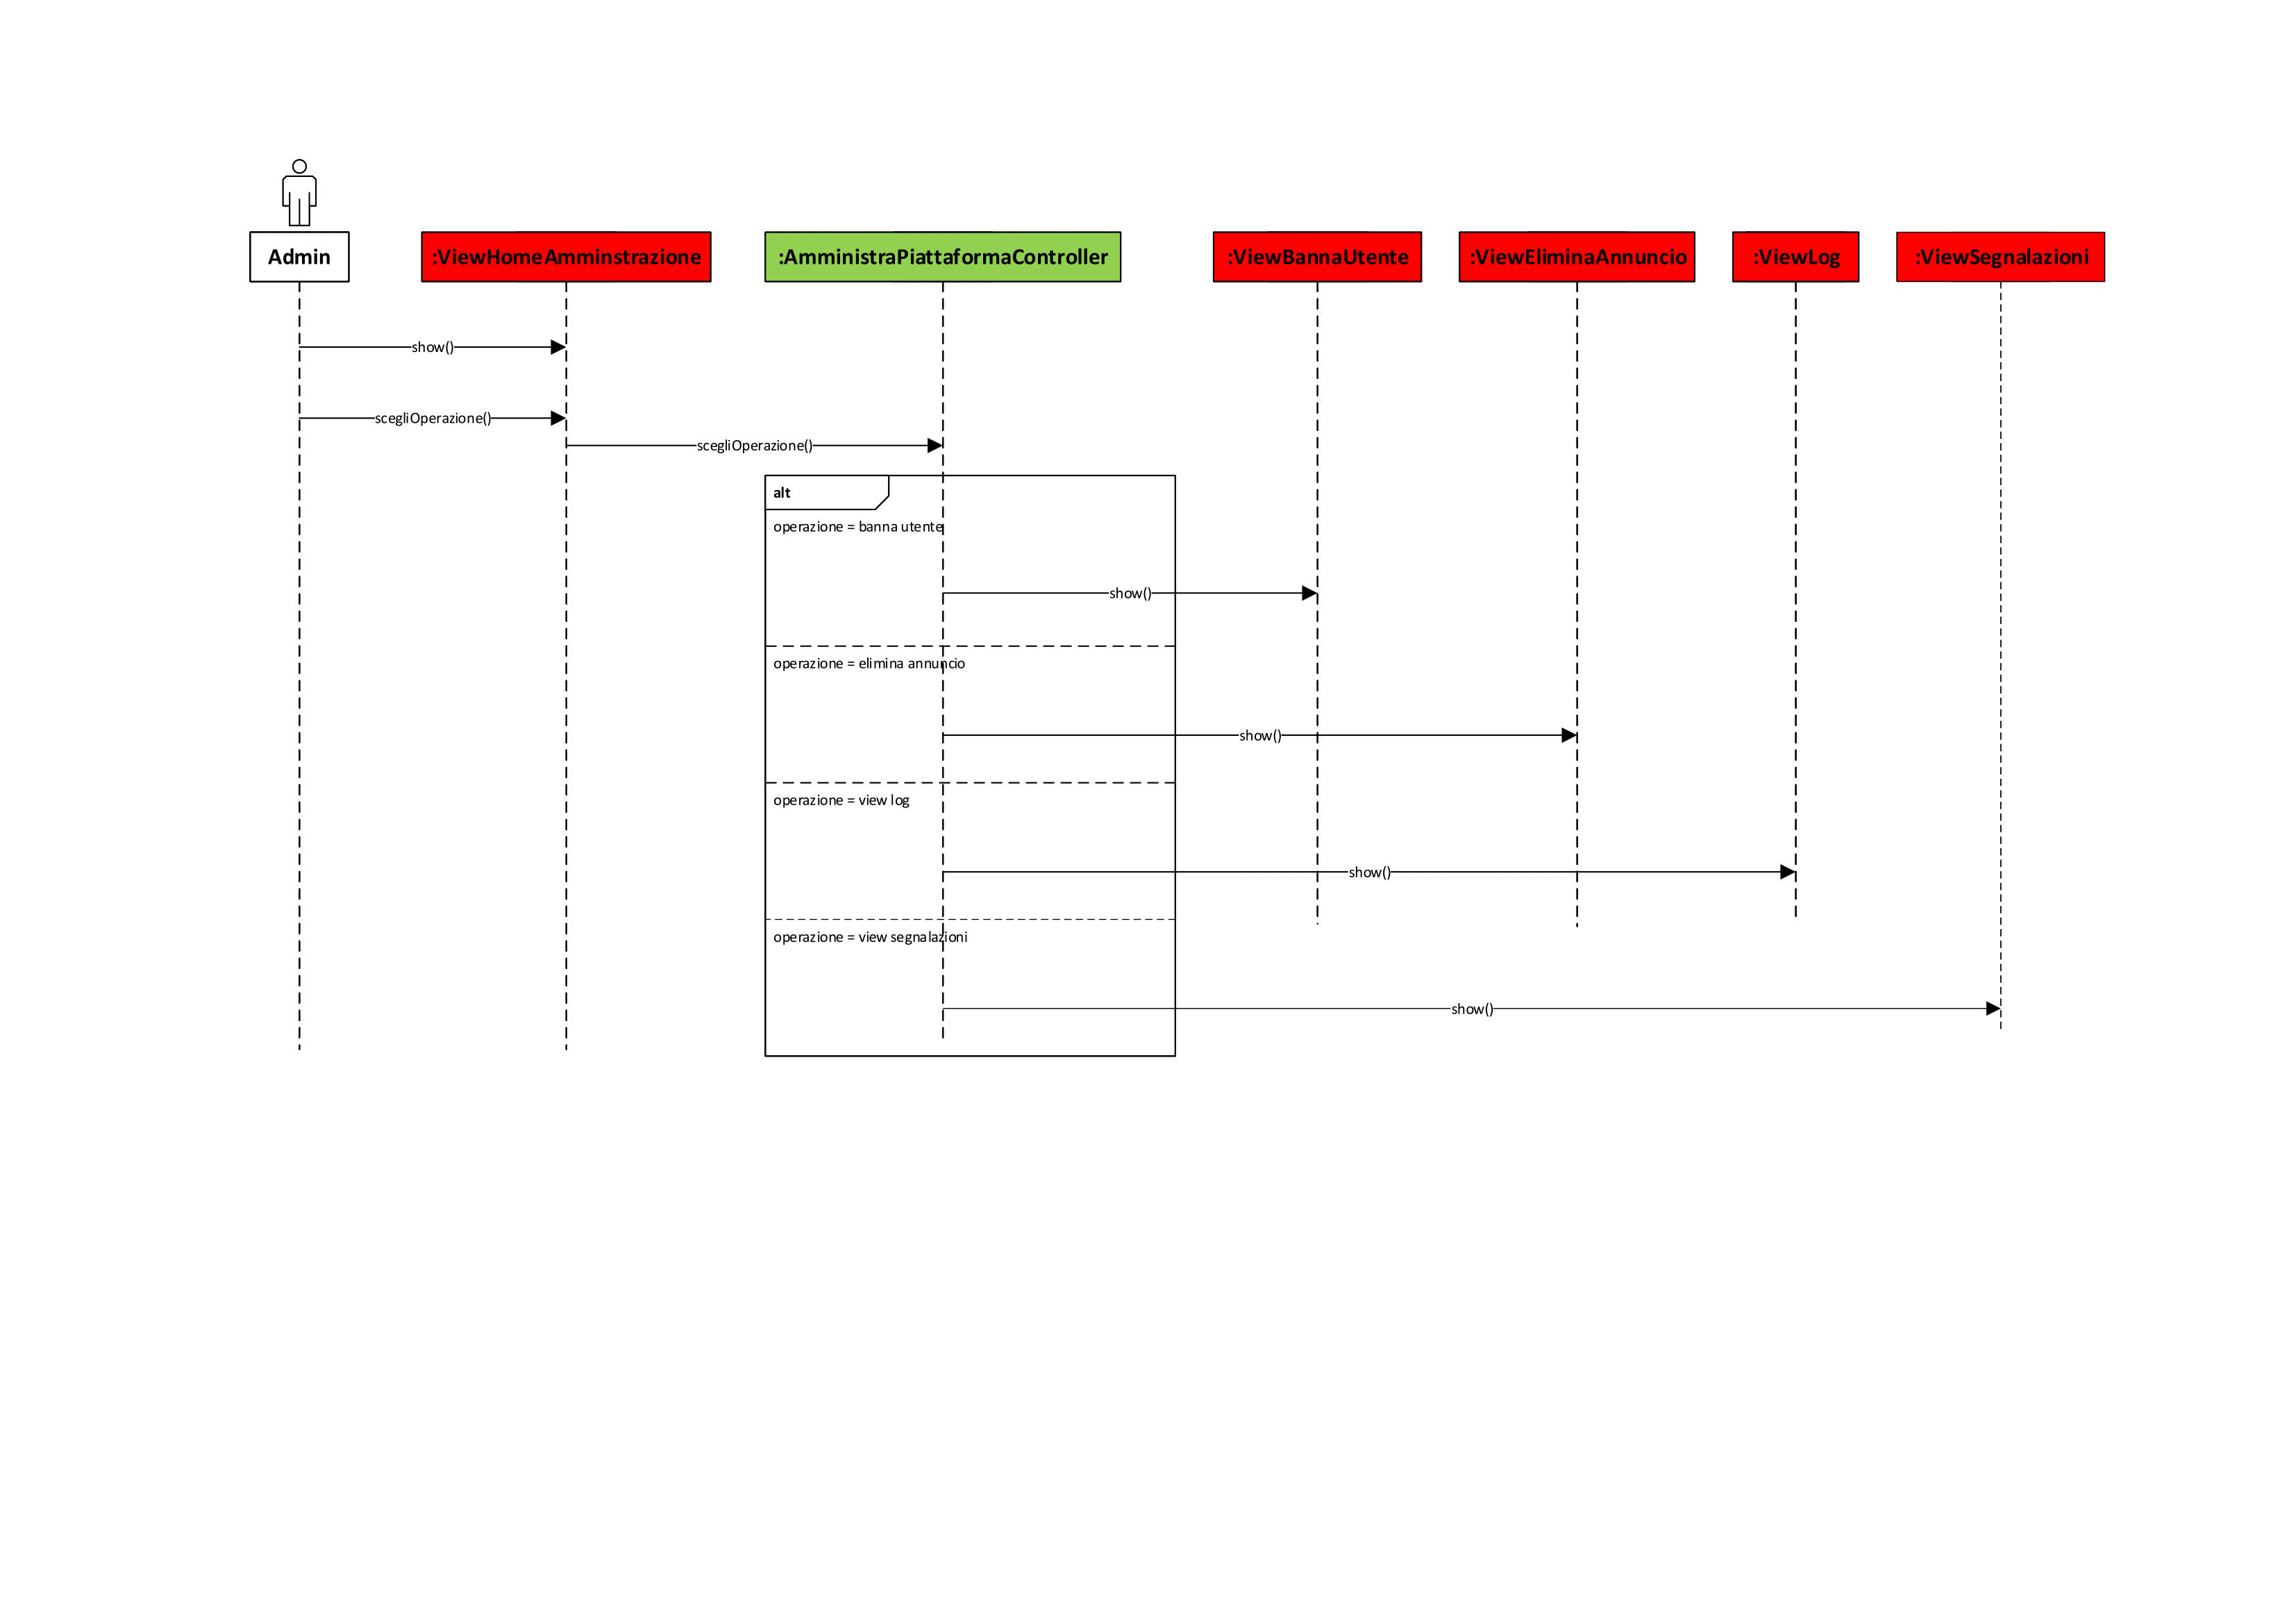 Admin
:ViewHomeAmminstrazione
:AmministraPiattaformaController
:ViewBannaUtente
:ViewEliminaAnnuncio
:ViewLog
:ViewSegnalazioni
show()
scegliOperazione()
scegliOperazione()
alt
operazione = banna utente
show()
operazione = elimina annuncio
show()
operazione = view log
show()
operazione = view segnalazioni
show()